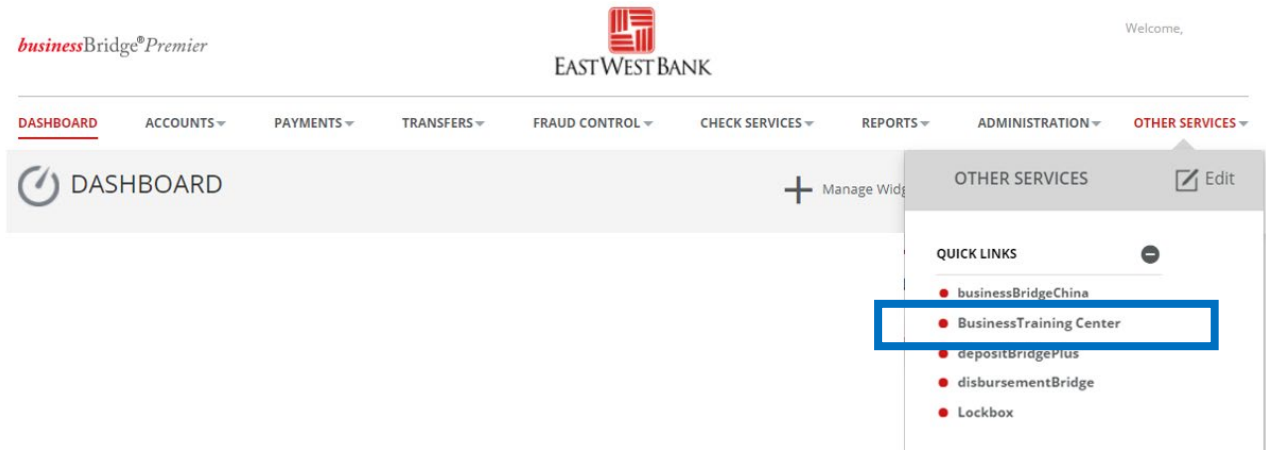 businessBridge®Premier
EASTWESTBANK
Welcome,
DASHBOARD ACCOUNTS PAYMENTS TRANSFERS FRAUD CONTROL CHECK SERVICES REPORTS ADMINISTRATION OTHER SERVICES
DASHBOARD
Manage Widg
OTHER SERVICES
Edit
QUICK LINKS
businessBridgeChina
BusinessTraining Center
depositBridgePlus
disbursementBridge
Lockbox